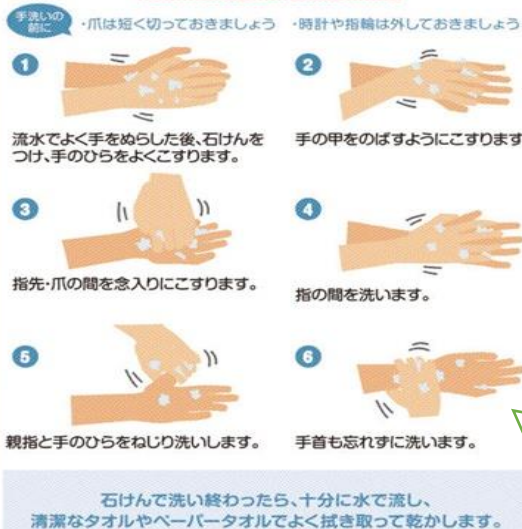 手洗いの
前に
・爪は短く切っておきましょう ・時計や指輪は外しておきましょう
1
流水でよく手をぬらした後、石けんを
つけ、手のひらをよくこすります。
2
手の甲をのばすようにこすります
3
指先・爪の間を念入りにこすります。
4
指の間を洗います。
5
親指と手のひらをねじり洗いします。
6
手首も忘れずに洗います。
石けんで洗い終わったら、十分に水で流し、
清潔なタオルやペーパータオルでよく拭き取って乾かします。